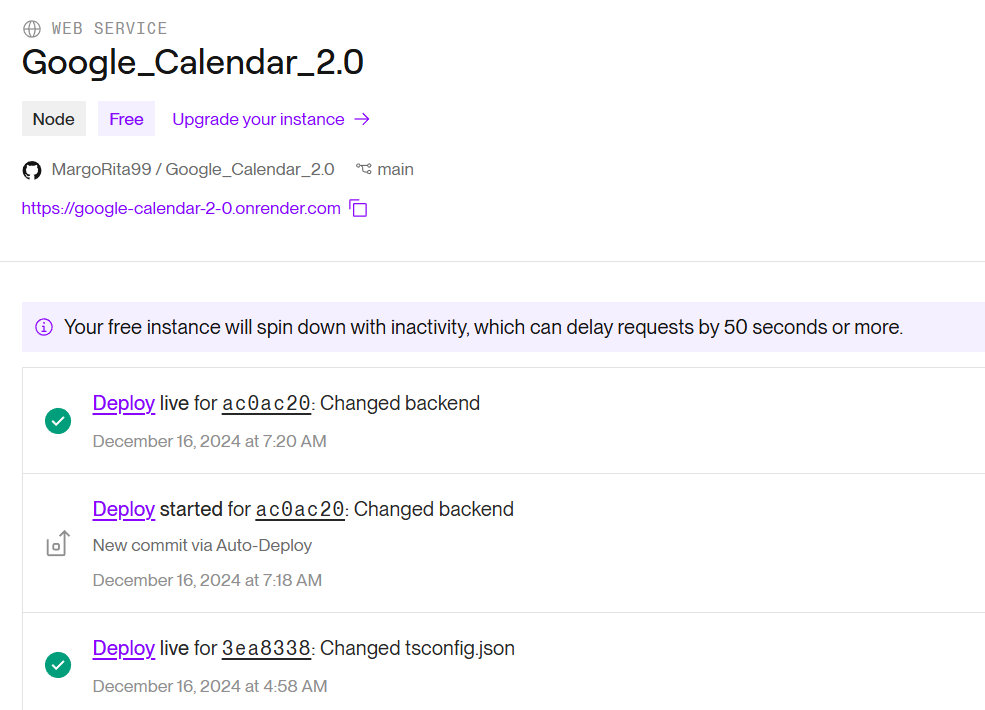 WEB SERVICE
Google_Calendar_2.0
Node Free Upgrade your instance →
MargoRita99 / Google_Calendar_2.0 main
https://google-calendar-2-0.onrender.com
Your free instance will spin down with inactivity, which can delay requests by 50 seconds or more.
Deploy live for ac0ac20: Changed backend
December 16, 2024 at 7:20 AM
Deploy started for ac0ac20: Changed backend
New commit via Auto-Deploy
December 16, 2024 at 7:18 AM
Deploy live for 3ea8338: Changed tsconfig.json
December 16, 2024 at 4:58 AM